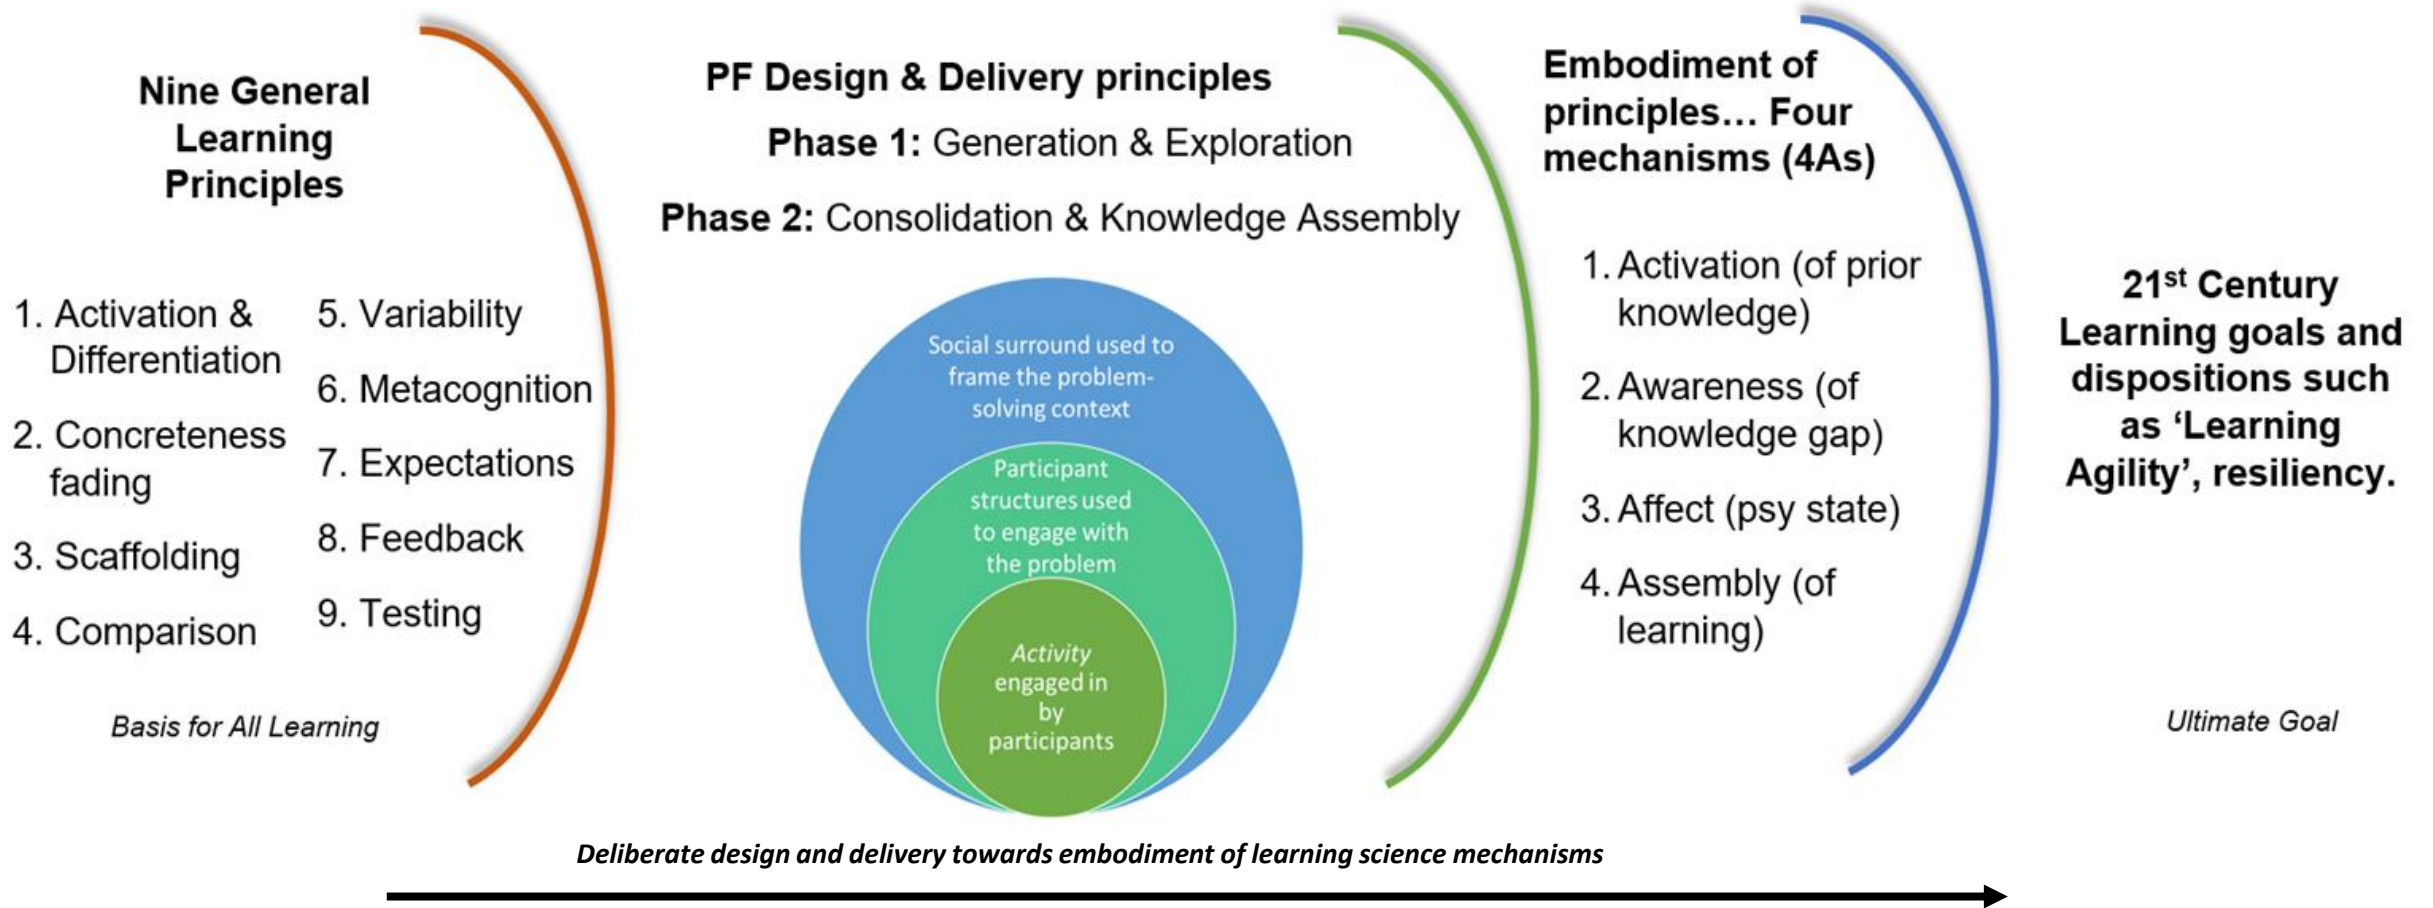 Nine General
Learning
Principles
1. Activation &
Differentiation
2. Concreteness
fading
3. Scaffolding
4. Comparison
5. Variability
6. Metacognition
7. Expectations
8. Feedback
9. Testing
Basis for All Learning
PF Design & Delivery principles
Phase 1: Generation & Exploration
Phase 2: Consolidation & Knowledge Assembly
Social surround used to
frame the problem-
solving context
Participant
structures used
to engage with
the problem
Activity
engaged in
by
participants
Embodiment of
principles... Four
mechanisms (4As)
1. Activation (of prior
knowledge)
2. Awareness (of
knowledge gap)
3. Affect (psy state)
4. Assembly (of
learning)
21st Century
Learning goals and
dispositions such
as ‘Learning
Agility’, resiliency.
Ultimate Goal
Deliberate design and delivery towards embodiment of learning science mechanisms